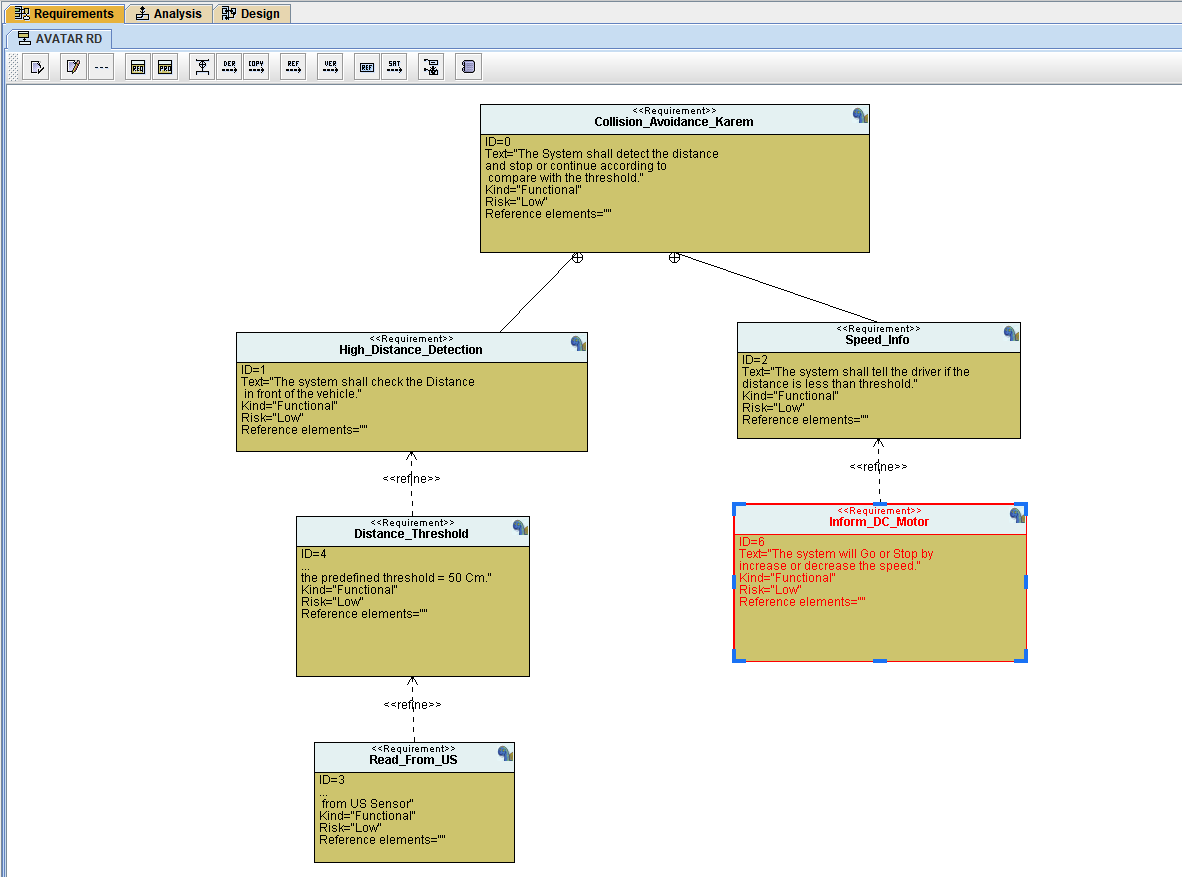 Requirements Analysis Design
AVATAR RD
REQ PRO DER COPY REF VER REF SAT
<<Requirement>>
Collision_Avoidance_Karem
ID=0
Text="The System shall detect the distance
and stop or continue according to
compare with the threshold."
Kind="Functional"
Risk="Low"
Reference elements=""
<<Requirement>>
High_Distance_Detection
ID=1
Text="The system shall check the Distance
in front of the vehicle."
Kind="Functional"
Risk="Low"
Reference elements=""
<<Requirement>>
Speed_Info
ID=2
Text="The system shall tell the driver if the
distance is less than threshold."
Kind="Functional"
Risk="Low"
Reference elements=""
<<refine>>
<<refine>>
<<Requirement>>
Distance_Threshold
ID=4
...
the predefined threshold = 50 Cm."
Kind="Functional"
Risk="Low"
Reference elements=""
<<Requirement>>
Inform_DC_Motor
ID=6
Text="The system will Go or Stop by
increase or decrease the speed."
Kind="Functional"
Risk="Low"
Reference elements=""
<<refine>>
<<Requirement>>
Read_From_US
ID=3
...
from US Sensor"
Kind="Functional"
Risk="Low"
Reference elements=""